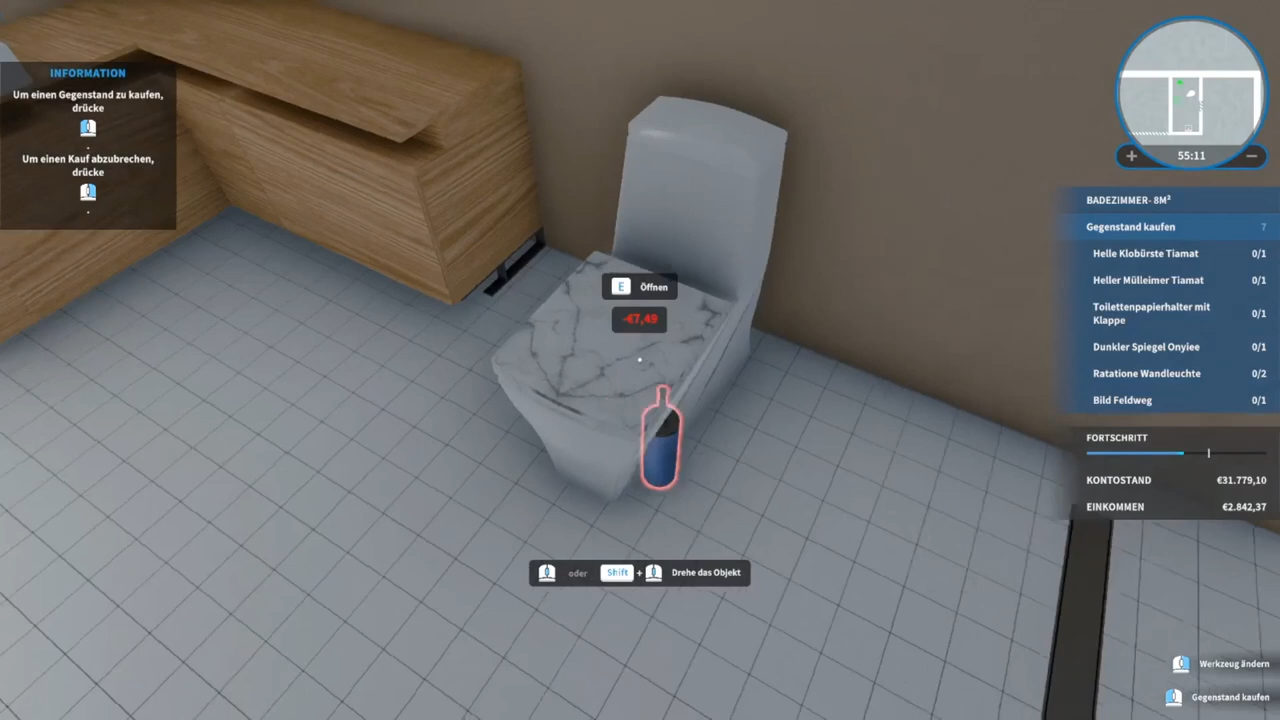 INFORMATION
Um einen Gegenstand zu kaufen,
drücke
.
Um einen Kauf abzubrechen,
drücke
.
E Öffnen
-€7,49
oder Shift + Drehe das Objekt
+ 55:11 −
BADEZIMMER- 8M²
Gegenstand kaufen 7
Helle Klobürste Tiamat 0/1
Heller Mülleimer Tiamat 0/1
Toilettenpapierhalter mit
Klappe 0/1
Dunkler Spiegel Onyiee 0/1
Ratatione Wandleuchte 0/2
Bild Feldweg 0/1
FORTSCHRITT
KONTOSTAND €31.779,10
EINKOMMEN €2.842,37
Werkzeug ändern
Gegenstand kaufen